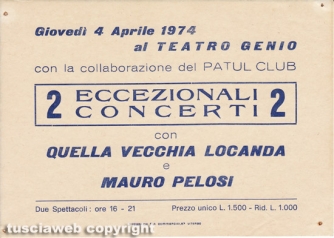 Giovedì 4 Aprile 1974
al TEATRO GENIO
con la collaborazione del PATUL CLUB
2 ECCEZIONALI CONCERTI 2
con
QUELLA VECCHIA LOCANDA
e
MAURO PELOSI
Due Spettacoli: ore 16 - 21
Prezzo unico L. 1.500 - Rid. L. 1.000
tusciaweb copyright